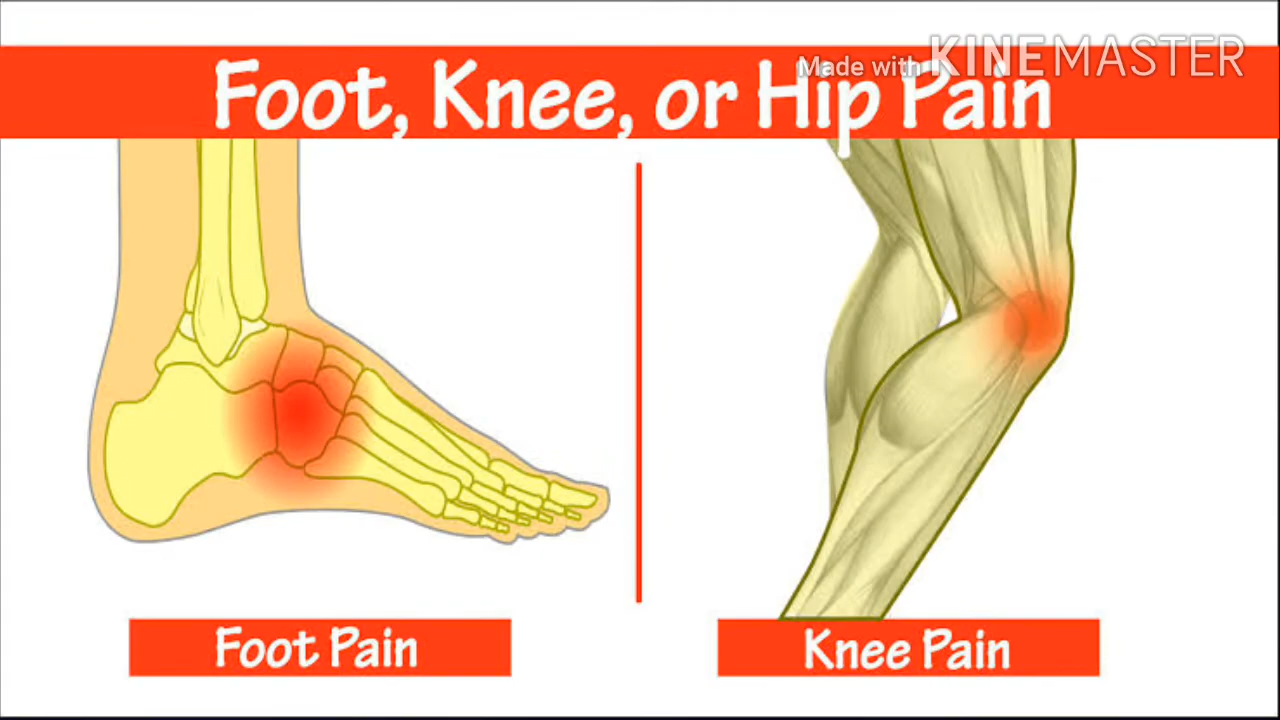 Made with KINEMASTER
Foot, Knee, or Hip Pain
Foot Pain
Knee Pain